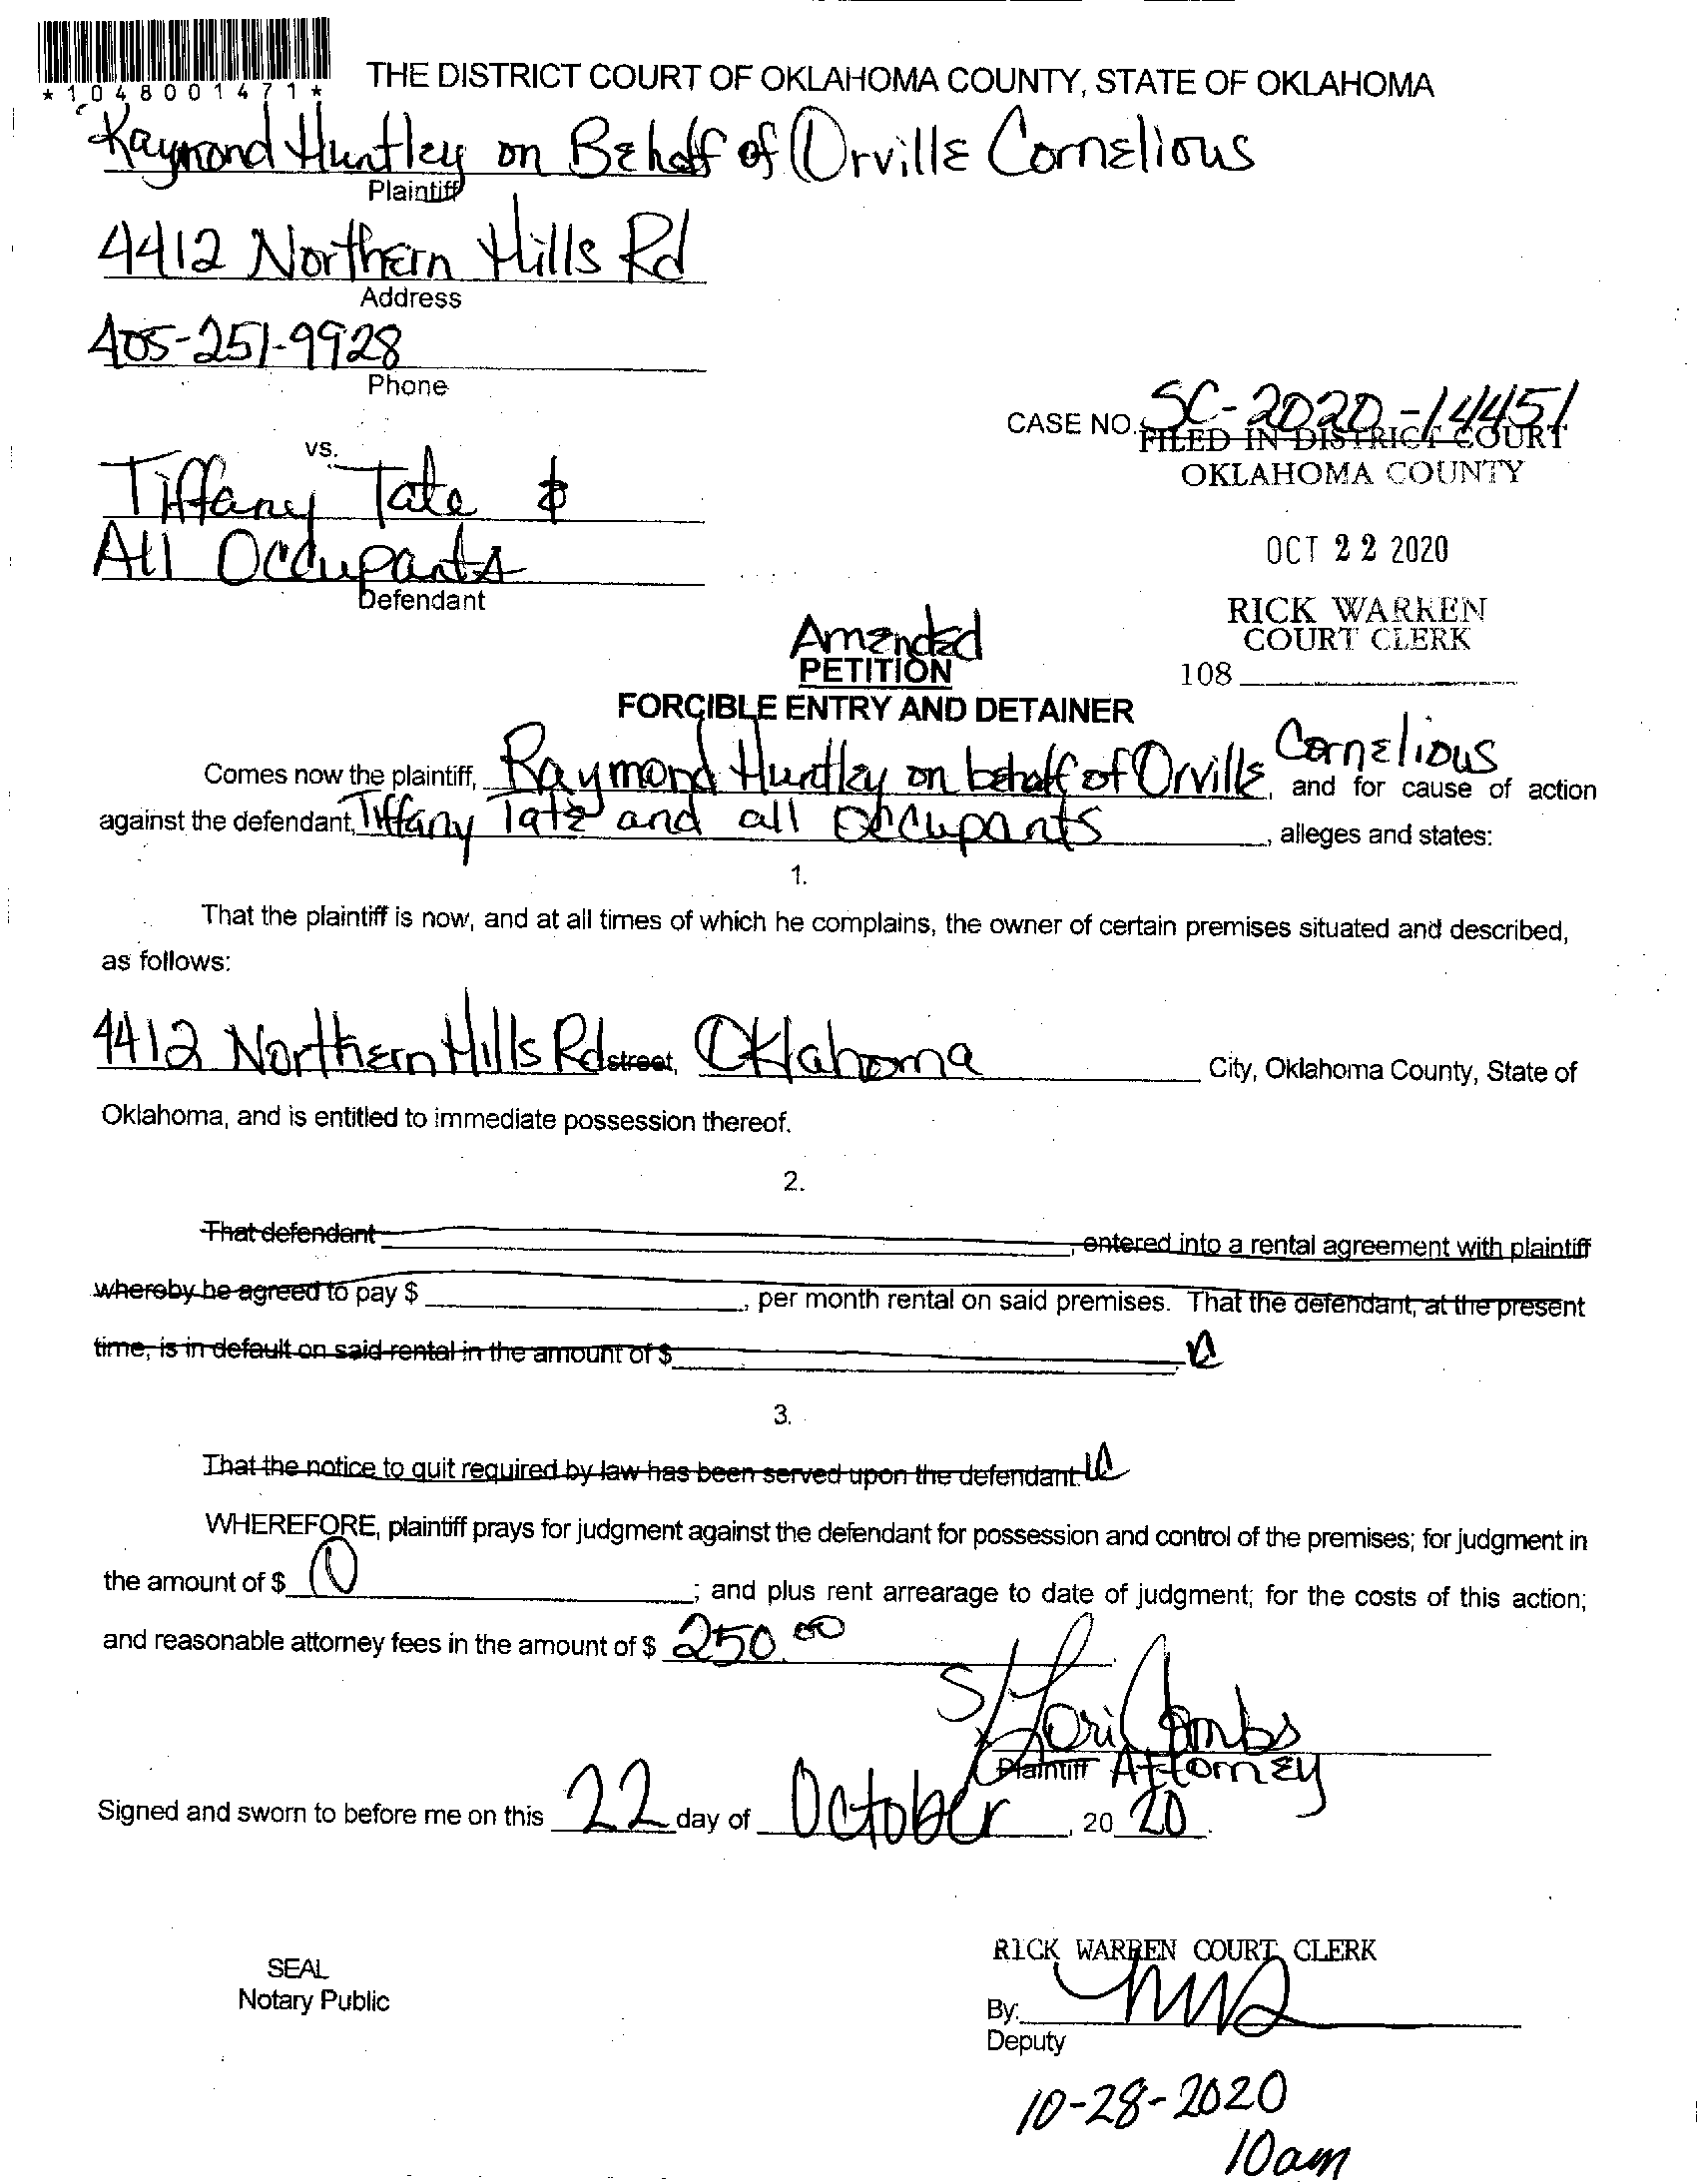 *1048001471*
THE DISTRICT COURT OF OKLAHOMA COUNTY, STATE OF OKLAHOMA
Raymond Huntley on Behalf of Orville Cornelious
Plaintiff
4412 Northern Hills Rd
Address
405-251-9928
Phone
CASE NO. SC-2020-14451
FILED IN DISTRICT COURT
OKLAHOMA COUNTY
vs.
Tiffany Tate &
All Occupants
Defendant
OCT 22 2020
RICK WARREN
COURT CLERK
108
Amended
PETITION
FORCIBLE ENTRY AND DETAINER
Comes now the plaintiff, Raymond Huntley on behalf of Orville Cornelious, and for cause of action
against the defendant, Tiffany Tate and all occupants, alleges and states:
1.
That the plaintiff is now, and at all times of which he complains, the owner of certain premises situated and described,
as follows:
4412 Northern Hills Rd street, Oklahoma City, Oklahoma County, State of
Oklahoma, and is entitled to immediate possession thereof.
2.
That defendant , entered into a rental agreement with plaintiff
whereby he agreed to pay $ , per month rental on said premises. That the defendant, at the present
time, is in default on said rental in the amount of $
3.
That the notice to quit required by law has been served upon the defendant.
WHEREFORE, plaintiff prays for judgment against the defendant for possession and control of the premises; for judgment in
the amount of $ ; and plus rent arrearage to date of judgment; for the costs of this action;
and reasonable attorney fees in the amount of $ 250.00
S/Lori Combs
Plaintiff Attorney
Signed and sworn to before me on this 22 day of October, 2020.
SEAL
Notary Public
RICK WARREN COURT CLERK
By:
Deputy
10-28-2020
10am